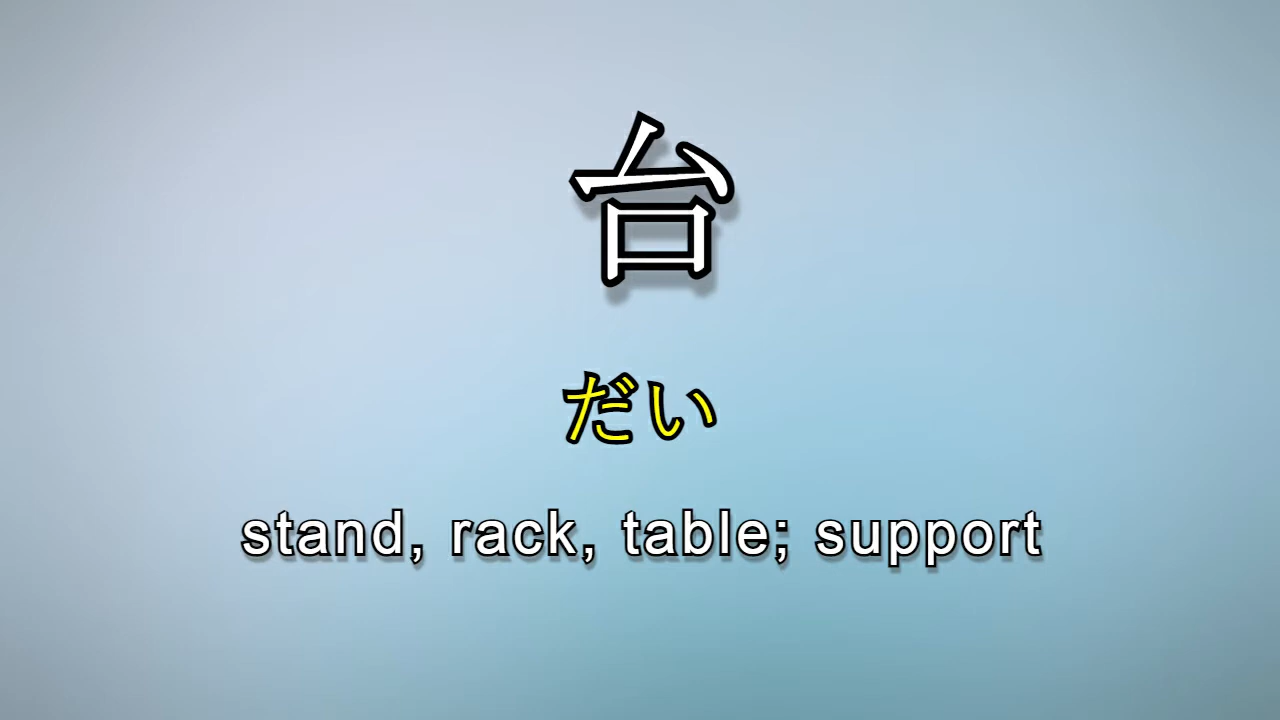 台
だい
stand, rack, table; support